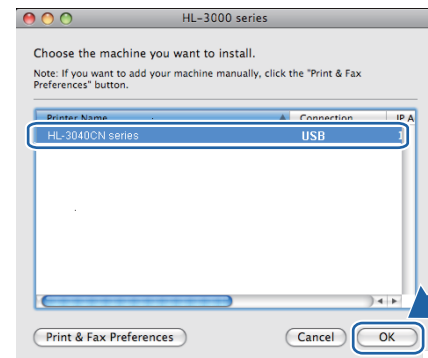 HL-3000 series
Choose the machine you want to install.
Note: If you want to add your machine manually, click the "Print & Fax
Preferences" button.
Printer Name Connection IP A
HL-3040CN series USB 1
Print & Fax Preferences Cancel OK